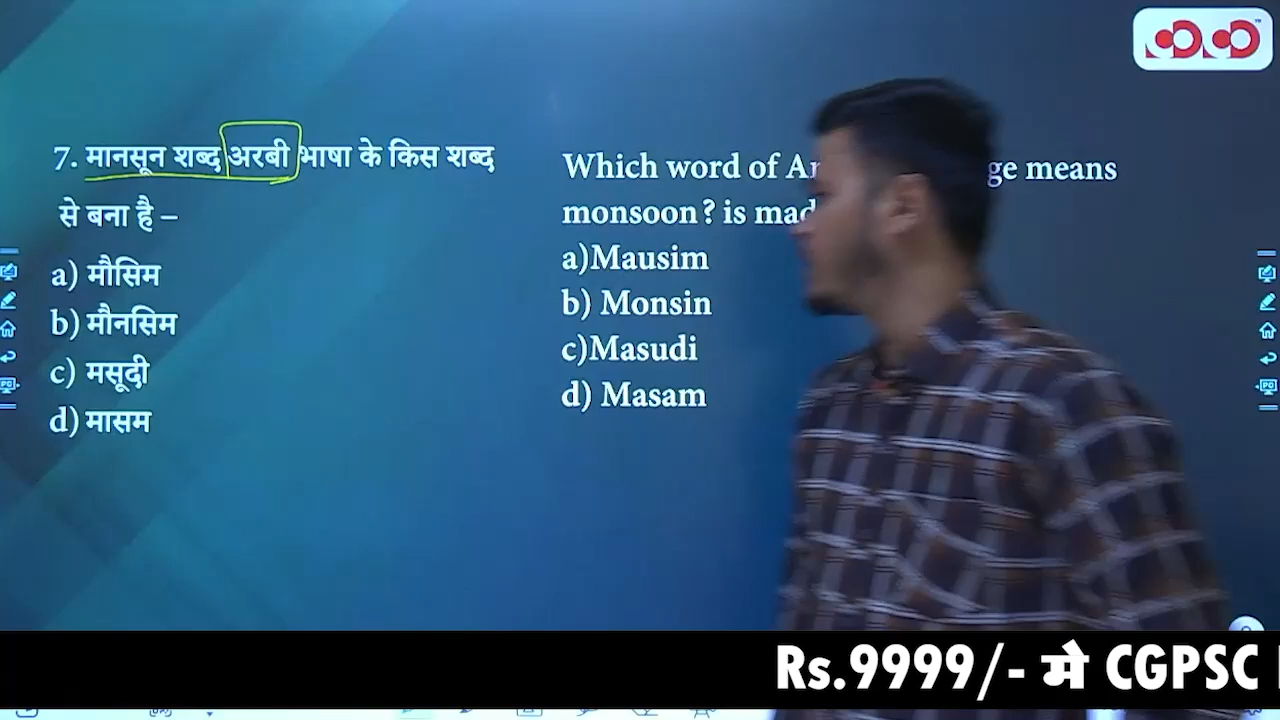 7. मानसून शब्द अरबी भाषा के किस शब्द
से बना है –
a) मौसिम
b) मौनसिम
c) मसूदी
d) मासम
Which word of ge means
monsoon? is mad
a)Mausim
b) Monsin
c)Masudi
d) Masam
Rs.9999/- मे CGPSC